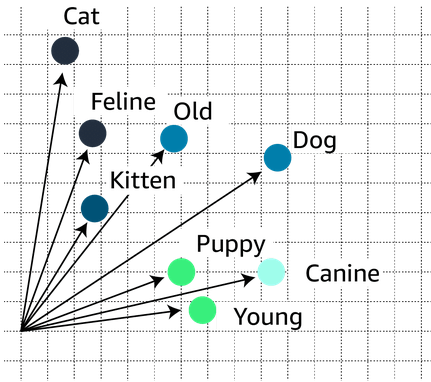 Cat
Feline
Old
Dog
Kitten
Puppy
Canine
Young